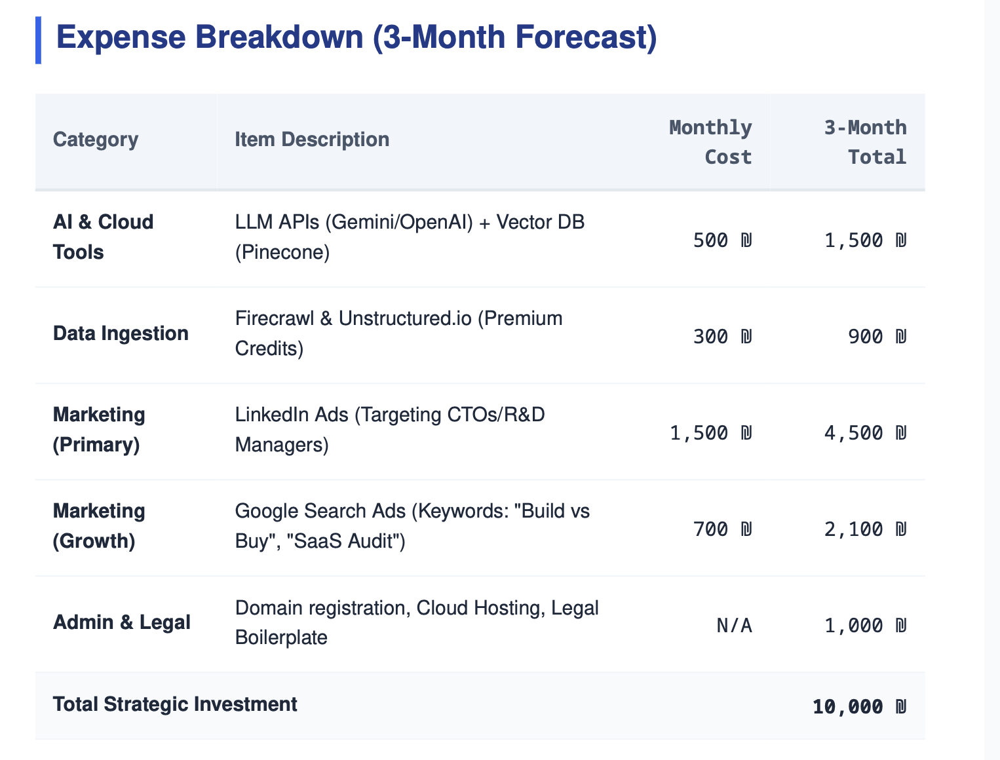 Expense Breakdown (3-Month Forecast)
Category
Item Description
Monthly
Cost
3-Month
Total
AI & Cloud
Tools
LLM APIs (Gemini/OpenAI) + Vector DB
(Pinecone)
500 ₪
1,500 ₪
Data Ingestion
Firecrawl & Unstructured.io (Premium
Credits)
300 ₪
900 ₪
Marketing
(Primary)
LinkedIn Ads (Targeting CTOs/R&D
Managers)
1,500 ₪
4,500 ₪
Marketing
(Growth)
Google Search Ads (Keywords: "Build vs
Buy", "SaaS Audit")
700 ₪
2,100 ₪
Admin & Legal
Domain registration, Cloud Hosting, Legal
Boilerplate
N/A
1,000 ₪
Total Strategic Investment
10,000 ₪